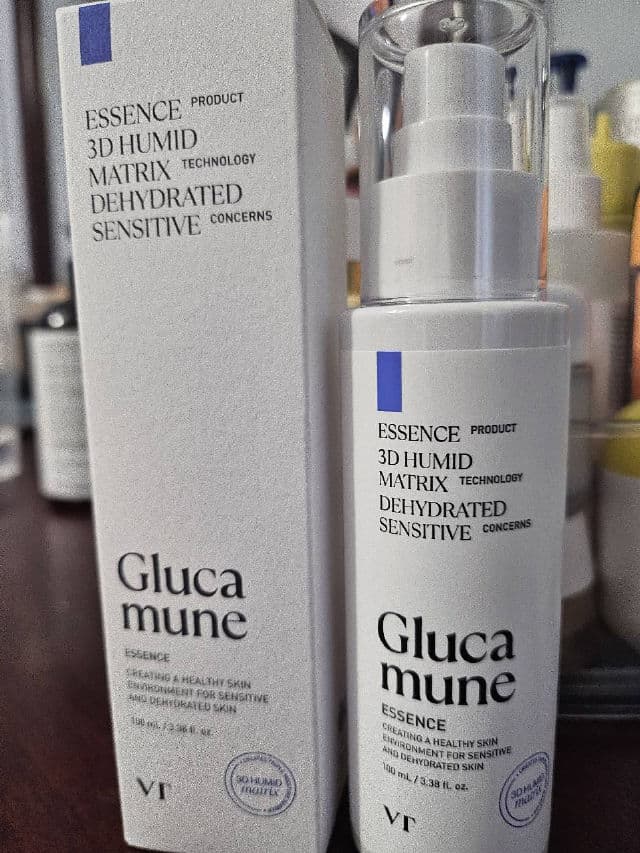 ESSENCE PRODUCT
3D HUMID
MATRIX TECHNOLOGY
DEHYDRATED
SENSITIVE CONCERNS
Gluca
mune
ESSENCE
CREATING A HEALTHY SKIN
ENVIRONMENT FOR SENSITIVE
AND DEHYDRATED SKIN
100 mL / 3.38 fl. oz.
VT
3D HUMID
matrix
ESSENCE PRODUCT
3D HUMID
MATRIX TECHNOLOGY
DEHYDRATED
SENSITIVE CONCERNS
Gluca
mune
ESSENCE
CREATING A HEALTHY SKIN
ENVIRONMENT FOR SENSITIVE
AND DEHYDRATED SKIN
100 mL / 3.38 fl. oz.
VT
3D HUMID
matrix